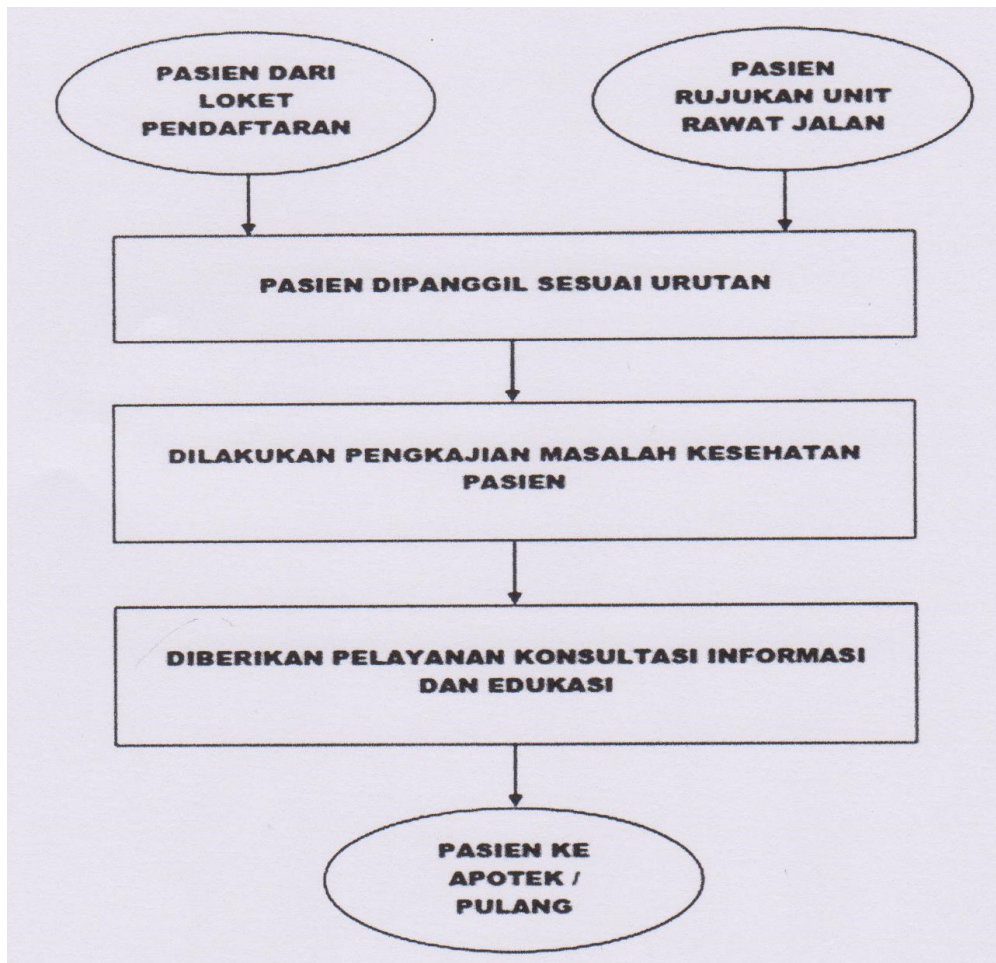 PASIEN DARI
LOKET
PENDAFTARAN
PASIEN
RUJUKAN UNIT
RAWAT JALAN
PASIEN DIPANGGIL SESUAI URUTAN
DILAKUKAN PENGKAJIAN MASALAH KESEHATAN
PASIEN
DIBERIKAN PELAYANAN KONSULTASI INFORMASI
DAN EDUKASI
PASIEN KE
APOTEK /
PULANG